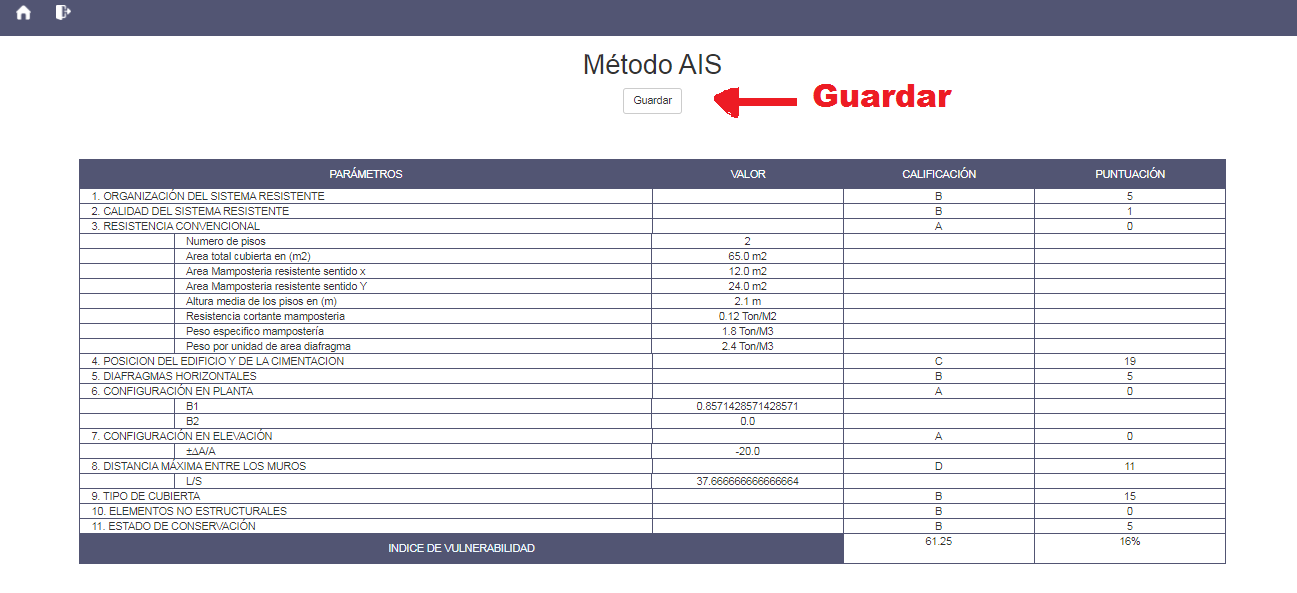 Método AIS
Guardar
Guardar
PARÁMETROS VALOR CALIFICACIÓN PUNTUACIÓN
1. ORGANIZACIÓN DEL SISTEMA RESISTENTE B 5
2. CALIDAD DEL SISTEMA RESISTENTE B 1
3. RESISTENCIA CONVENCIONAL A 0
Numero de pisos 2
Area total cubierta en (m2) 65.0 m2
Area Mamposteria resistente sentido x 12.0 m2
Area Mamposteria resistente sentido Y 24.0 m2
Altura media de los pisos en (m) 2.1 m
Resistencia cortante mamposteria 0.12 Ton/M2
Peso especifico mampostería 1.8 Ton/M3
Peso por unidad de area diafragma 2.4 Ton/M3
4. POSICION DEL EDIFICIO Y DE LA CIMENTACION C 19
5. DIAFRAGMAS HORIZONTALES B 5
6. CONFIGURACIÓN EN PLANTA A 0
B1 0.8571428571428571
B2 0.0
7. CONFIGURACIÓN EN ELEVACIÓN A 0
±∆A/A -20.0
8. DISTANCIA MÁXIMA ENTRE LOS MUROS D 11
L/S 37.666666666666664
9. TIPO DE CUBIERTA B 15
10. ELEMENTOS NO ESTRUCTURALES B 0
11. ESTADO DE CONSERVACIÓN B 5
INDICE DE VULNERABILIDAD 61.25 16%